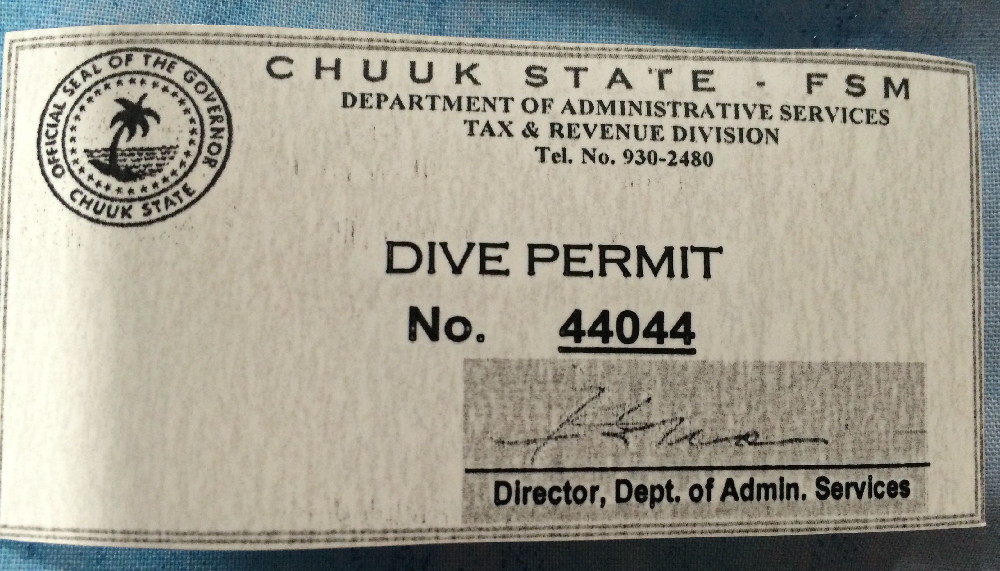 OFFICIAL SEAL OF THE GOVERNOR
CHUUK STATE
CHUUK STATE - FSM
DEPARTMENT OF ADMINISTRATIVE SERVICES
TAX & REVENUE DIVISION
Tel. No. 930-2480
DIVE PERMIT
No. 44044
Director, Dept. of Admin. Services